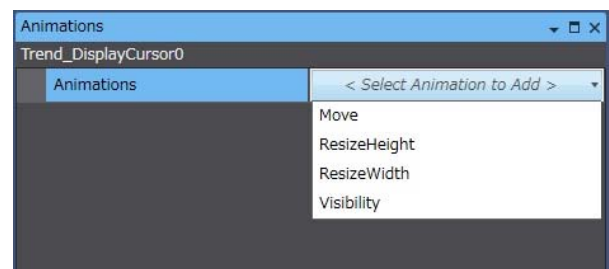 Animations
Trend_DisplayCursor0
Animations
< Select Animation to Add >
Move
ResizeHeight
ResizeWidth
Visibility